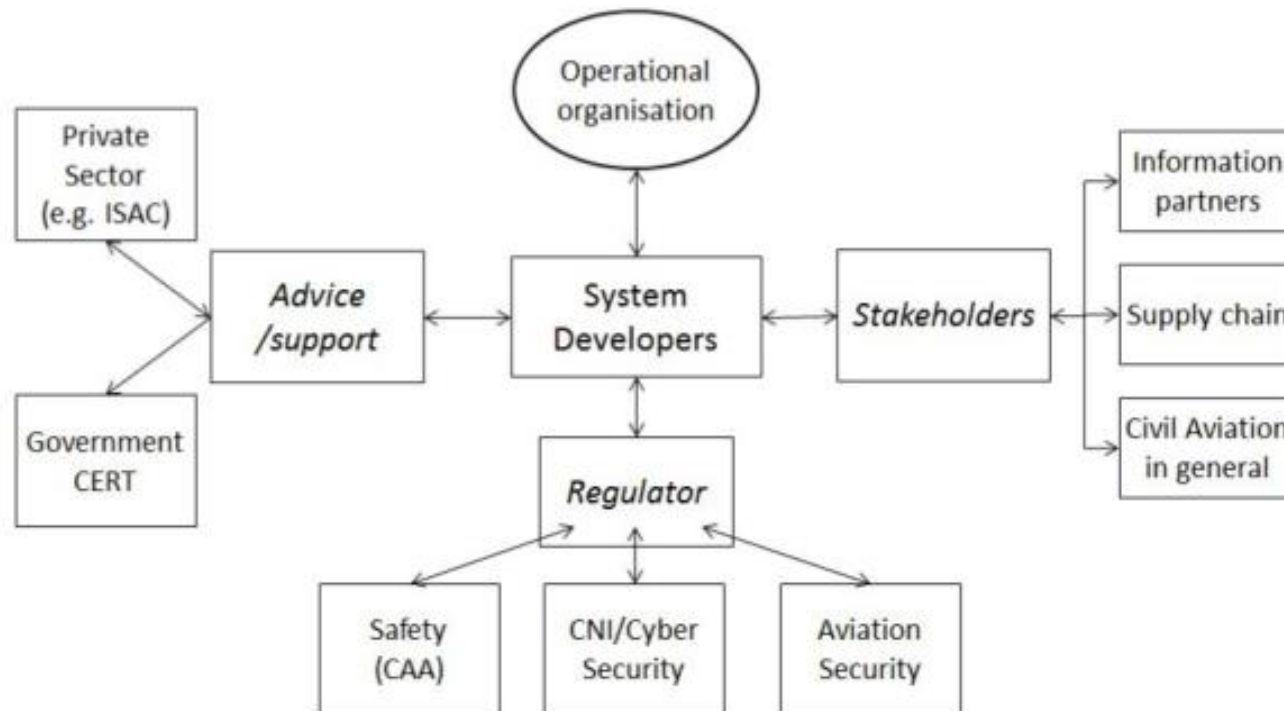 Operational
organisation
Private
Sector
(e.g. ISAC)
Information
partners
Advice
/support
System
Developers
Stakeholders
Supply chain
Government
CERT
Civil Aviation
in general
Regulator
Safety
(CAA)
CNI/Cyber
Security
Aviation
Security